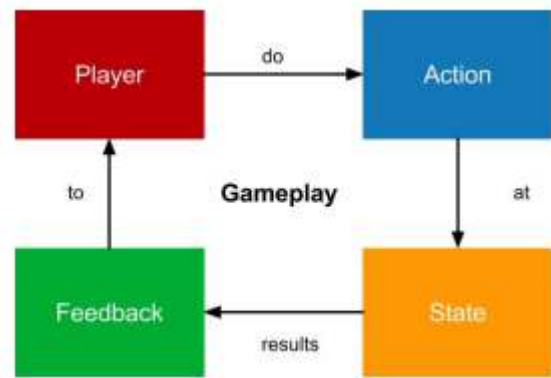 Player
do
Action
to
Gameplay
at
Feedback
results
State